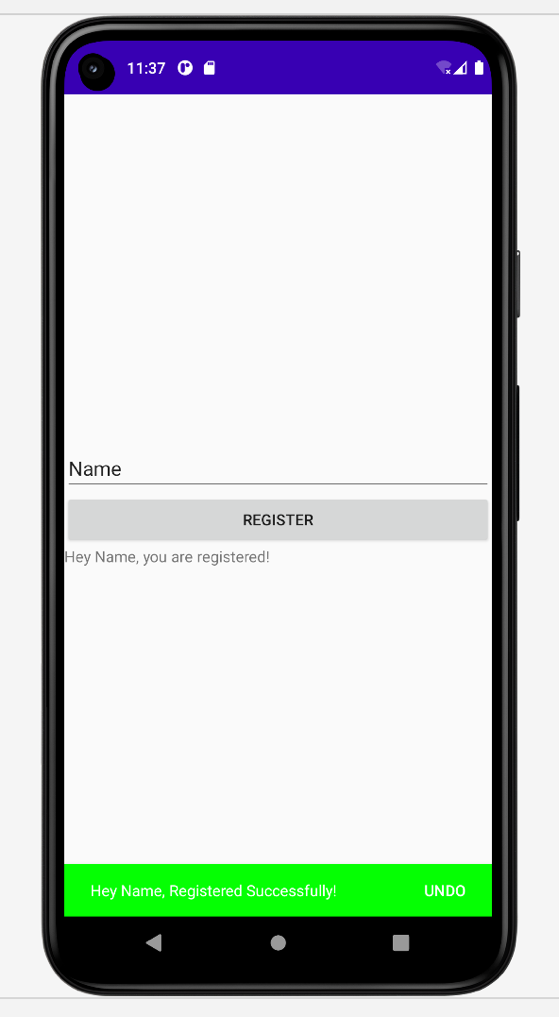 11:37
Name
REGISTER
Hey Name, you are registered!
Hey Name, Registered Successfully! UNDO